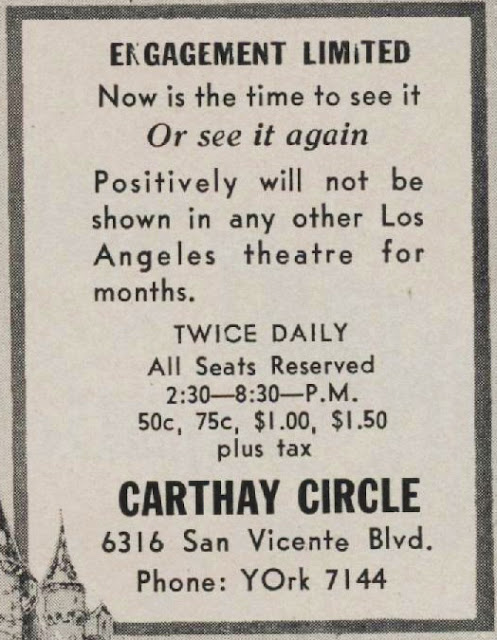 ENGAGEMENT LIMITED
Now is the time to see it
Or see it again
Positively will not be
shown in any other Los
Angeles theatre for
months.
TWICE DAILY
All Seats Reserved
2:30—8:30—P.M.
50c, 75c, $1.00, $1.50
plus tax
CARTHAY CIRCLE
6316 San Vicente Blvd.
Phone: YOrk 7144